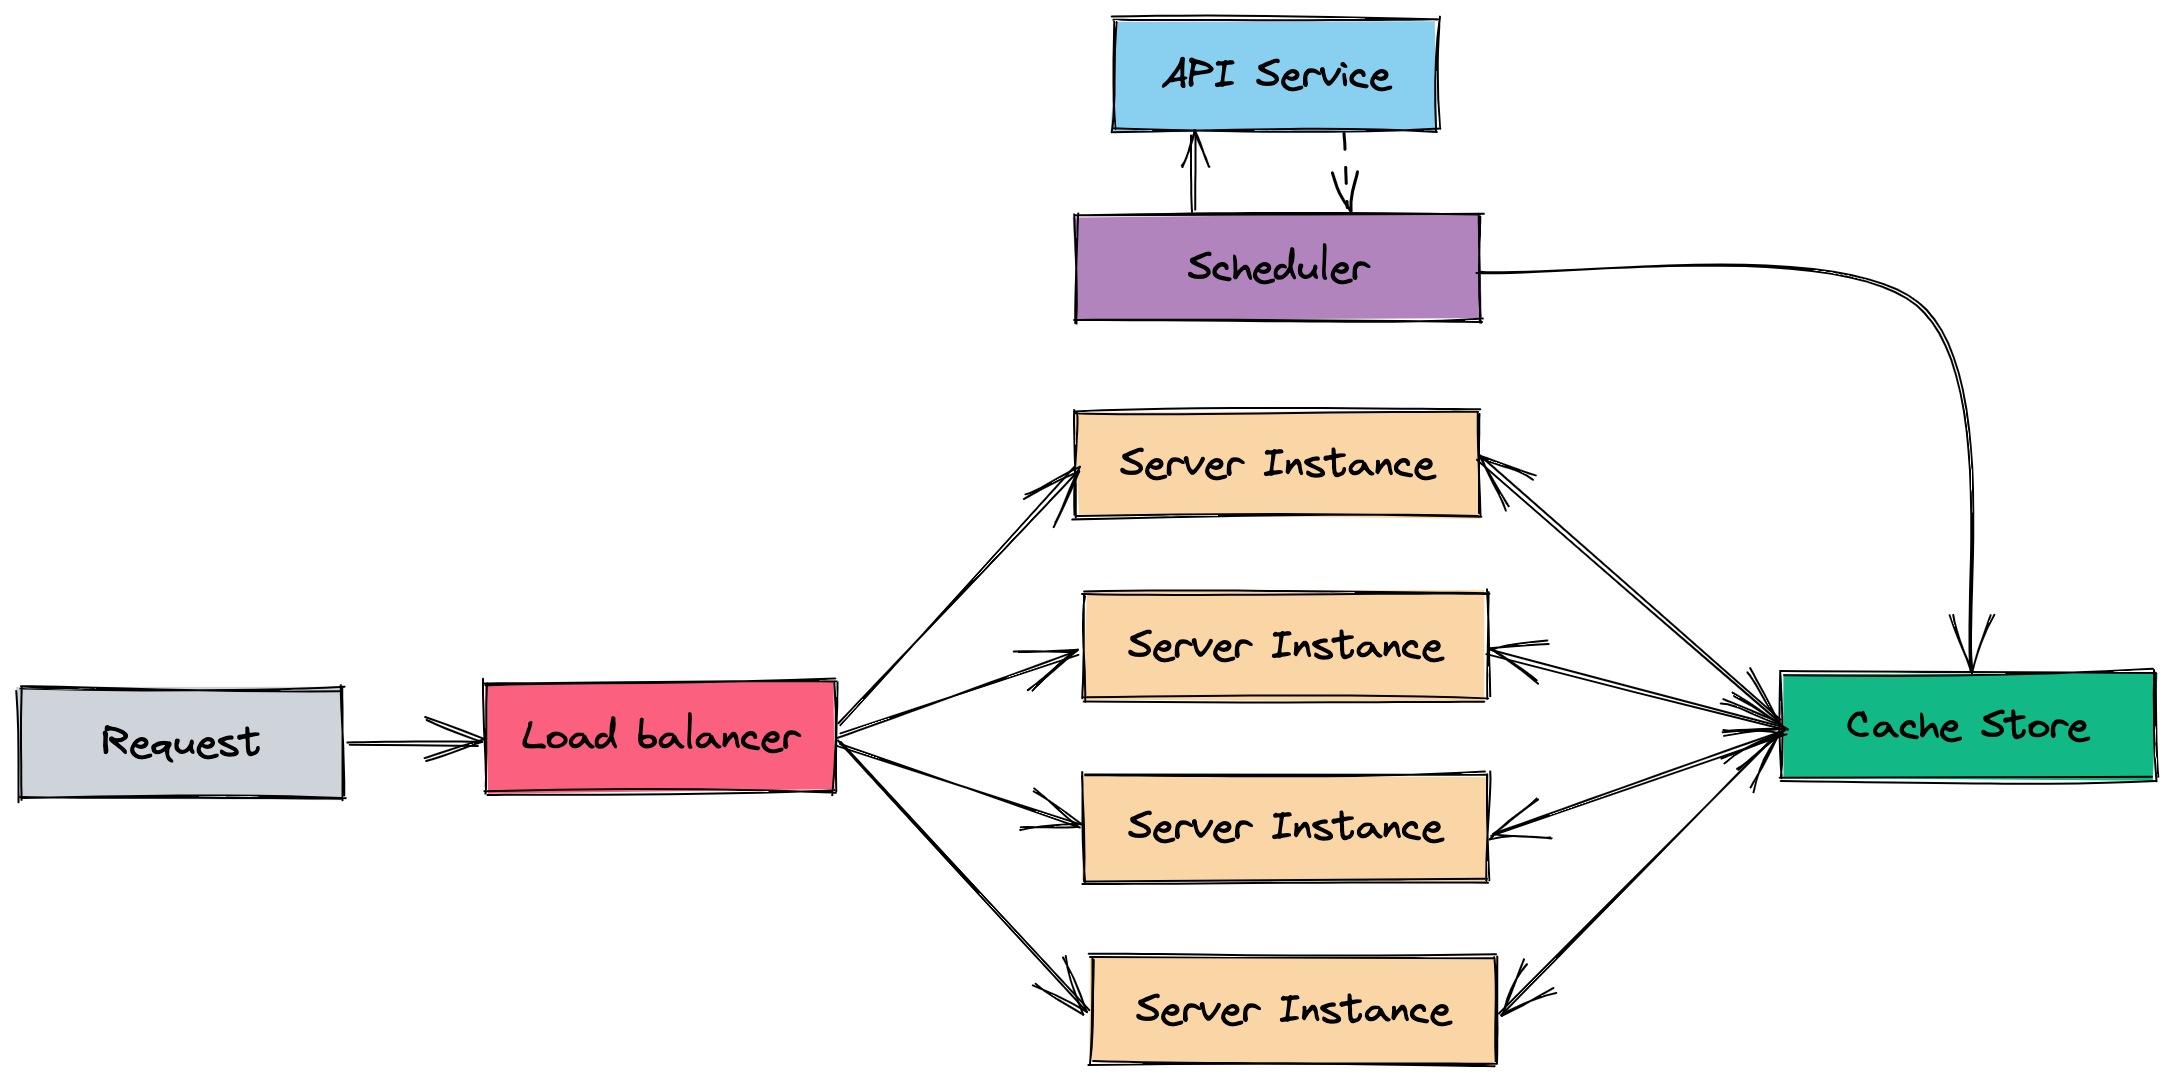 API Service
Scheduler
Server Instance
Server Instance
Request
Load balancer
Cache Store
Server Instance
Server Instance